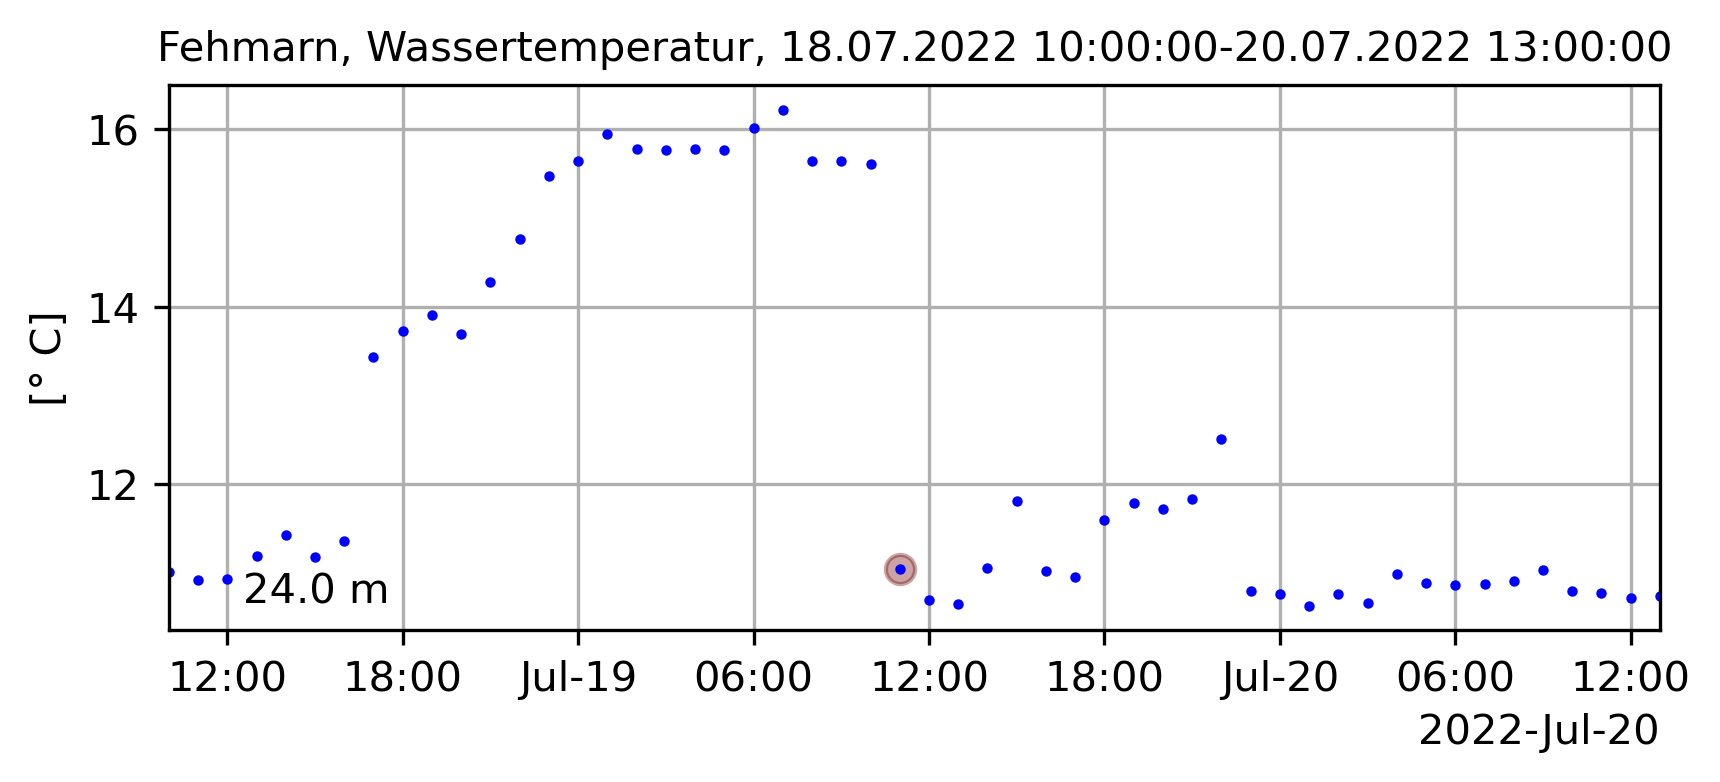 Fehmarn, Wassertemperatur, 18.07.2022 10:00:00-20.07.2022 13:00:00
16
14
12
[° C]
24.0 m
12:00 18:00 Jul-19 06:00 12:00 18:00 Jul-20 06:00 12:00
2022-Jul-20